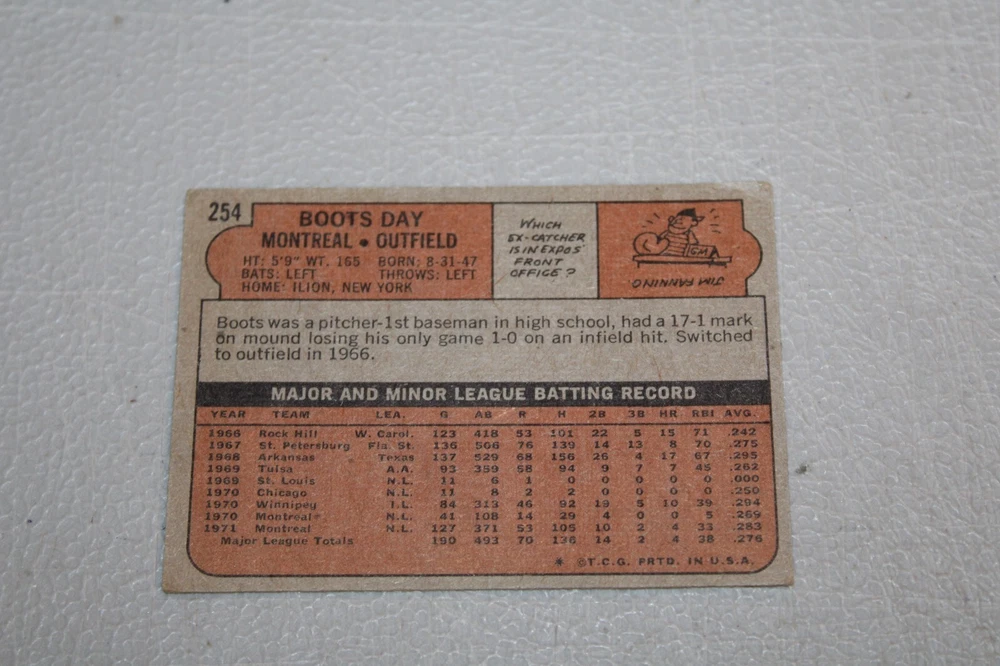 254
BOOTS DAY
MONTREAL • OUTFIELD
HT: 5'9" WT. 165 BORN: 8-31-47
BATS: LEFT THROWS: LEFT
HOME: ILION, NEW YORK
WHICH
EX-CATCHER
IS IN EXPOS'
FRONT
OFFICE?
GM
JIM FANNING
Boots was a pitcher-1st baseman in high school, had a 17-1 mark
on mound losing his only game 1-0 on an infield hit. Switched
to outfield in 1966.
MAJOR AND MINOR LEAGUE BATTING RECORD
YEAR TEAM LEA. G AB R H 2B 3B HR RBI AVG.
1966 Rock Hill W. Carol. 123 418 53 101 22 5 15 71 .242
1967 St. Petersburg Fla. St. 136 506 76 139 14 13 8 70 .275
1968 Arkansas Texas 137 529 68 156 26 4 17 67 .295
1969 Tulsa A.A. 93 359 58 94 9 7 7 45 .262
1969 St. Louis N.L. 11 6 1 0 0 0 0 0 .000
1970 Chicago N.L. 11 8 2 2 0 0 0 0 .250
1970 Winnipeg I.L. 84 313 46 92 19 5 10 39 .294
1970 Montreal N.L. 41 108 14 29 4 0 0 5 .269
1971 Montreal N.L. 127 371 53 105 10 2 4 33 .283
Major League Totals 190 493 70 136 14 2 4 38 .276
* ©T.C.G. PRTD. IN U.S.A.